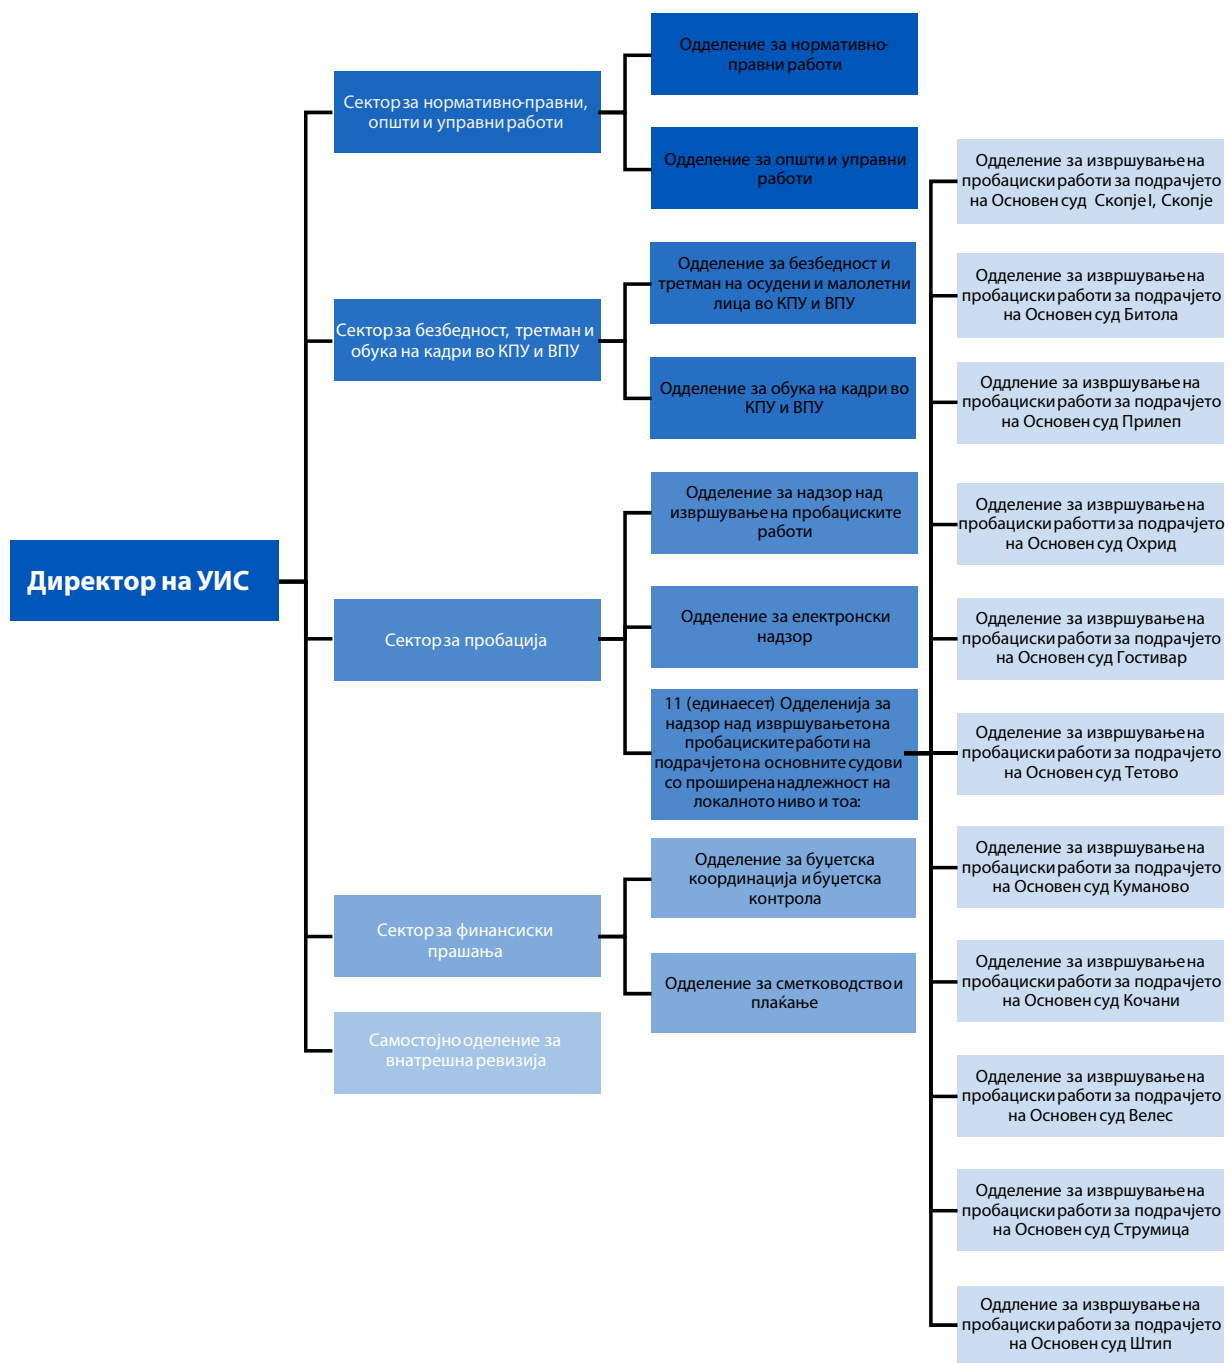 Директор на УИС
Сектор за нормативно-правни,
општи и управни работи
Одделение за нормативно-
правни работи
Одделение за општи и управни
работи
Сектор за безбедност, третман и
обука на кадри во КПУ и ВПУ
Одделение за безбедност и
третман на осудени и малолетни
лица во КПУ и ВПУ
Одделение за обука на кадри во
КПУ и ВПУ
Сектор за пробација
Одделение за надзор над
извршување на пробациските
работи
Одделение за електронски
надзор
11 (единаесет) Одделенија за
надзор над извршувањето на
пробациските работи на
подрачјето на основните судови
со проширена надлежност на
локалното ниво и тоа:
Одделение за извршување на
пробациски работи за подрачјето
на Основен суд Скопје I, Скопје
Одделение за извршување на
пробациски работи за подрачјето
на Основен суд Битола
Оддление за извршување на
пробациски работи за подрачјето
на Основен суд Прилеп
Одделение за извршување на
пробациски работти за подрачјето
на Основен суд Охрид
Одделение за извршување на
пробациски работи за подрачјето
на Основен суд Гостивар
Одделение за извршување на
пробациски работи за подрачјето
на Основен суд Тетово
Одделение за извршување на
пробациски работи за подрачјето
на Основен суд Куманово
Одделение за извршување на
пробациски работи за подрачјето
на Основен суд Кочани
Одделение за извршување на
пробациски работи за подрачјето
на Основен суд Велес
Одделение за извршување на
пробациски работи за подрачјето
на Основен суд Струмица
Оддление за извршување на
пробациски работи за подрачјето
на Основен суд Штип
Сектор за финансиски
прашања
Одделение за буџетска
координација и буџетска
контрола
Одделение за сметководство и
плаќање
Самостојно оделение за
внатрешна ревизија